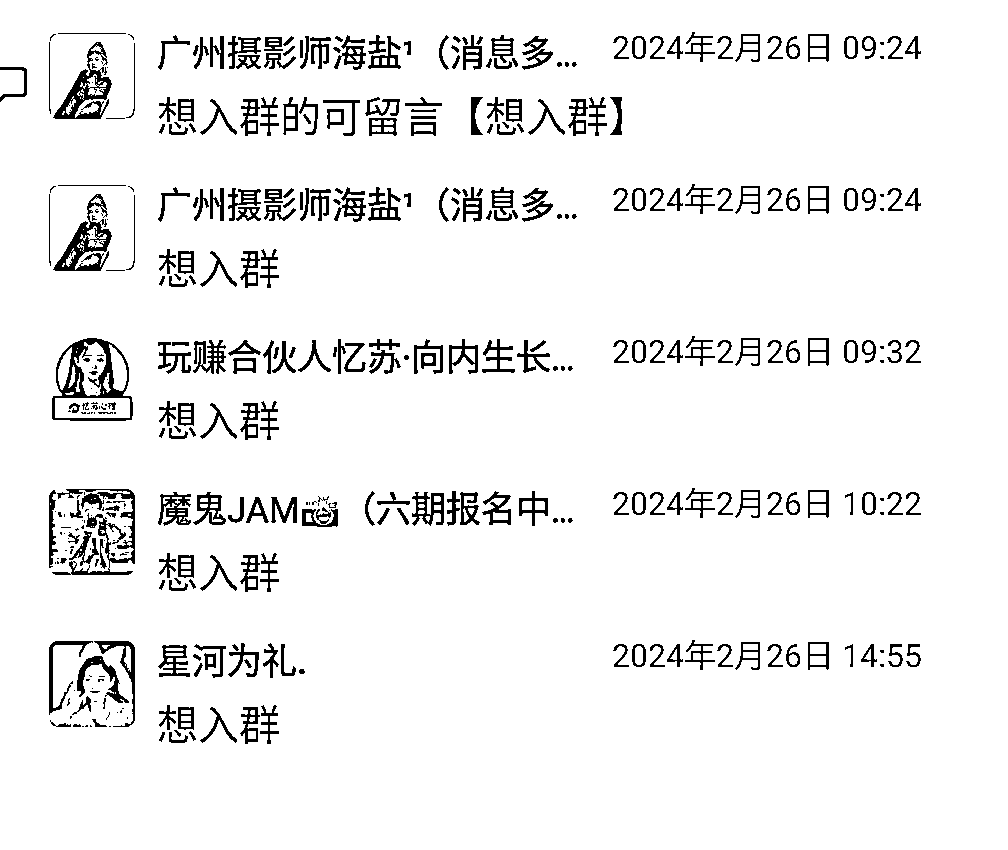 广州摄影师海盐¹（消息多... 2024年2月26日 09:24
想入群的可留言【想入群】
广州摄影师海盐¹（消息多... 2024年2月26日 09:24
想入群
玩赚合伙人忆苏·向内生长... 2024年2月26日 09:32
忆苏心理
想入群
魔鬼JAM📸（六期报名中... 2024年2月26日 10:22
想入群
星河为礼. 2024年2月26日 14:55
想入群